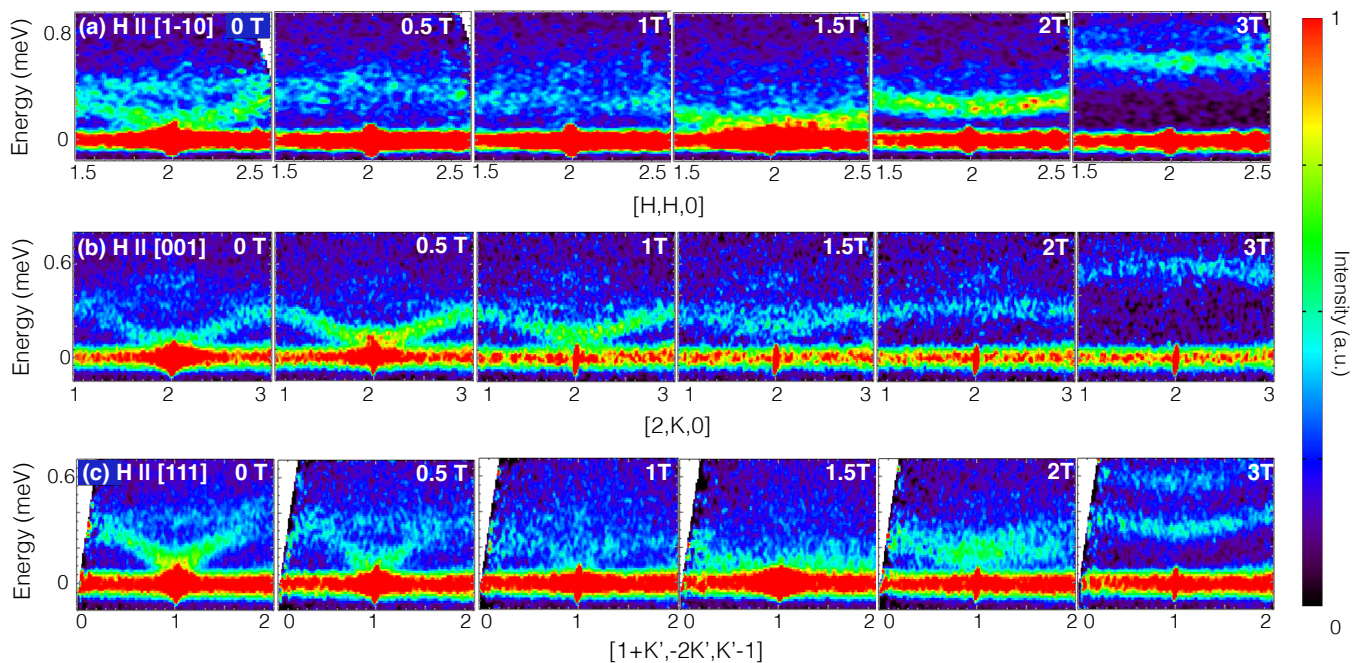 (a) H || [1-10] 0 T 0.5 T 1T 1.5T 2T 3T 1
0.8
Energy (meV)
0
1.5 2 2.5 1.5 2 2.5 1.5 2 2.5 1.5 2 2.5 1.5 2 2.5 1.5 2 2.5
[H,H,0]
(b) H || [001] 0 T 0.5 T 1T 1.5T 2T 3T
0.6
Energy (meV)
0
1 2 3 1 2 3 1 2 3 1 2 3 1 2 3 1 2 3
[2,K,0]
Intensity (a.u.)
(c) H || [111] 0 T 0.5 T 1T 1.5T 2T 3T
0.6
Energy (meV)
0
0 1 2 0 1 2 0 1 2 0 1 2 0 1 2 0 1 2
0
[1+K',-2K',K'-1]